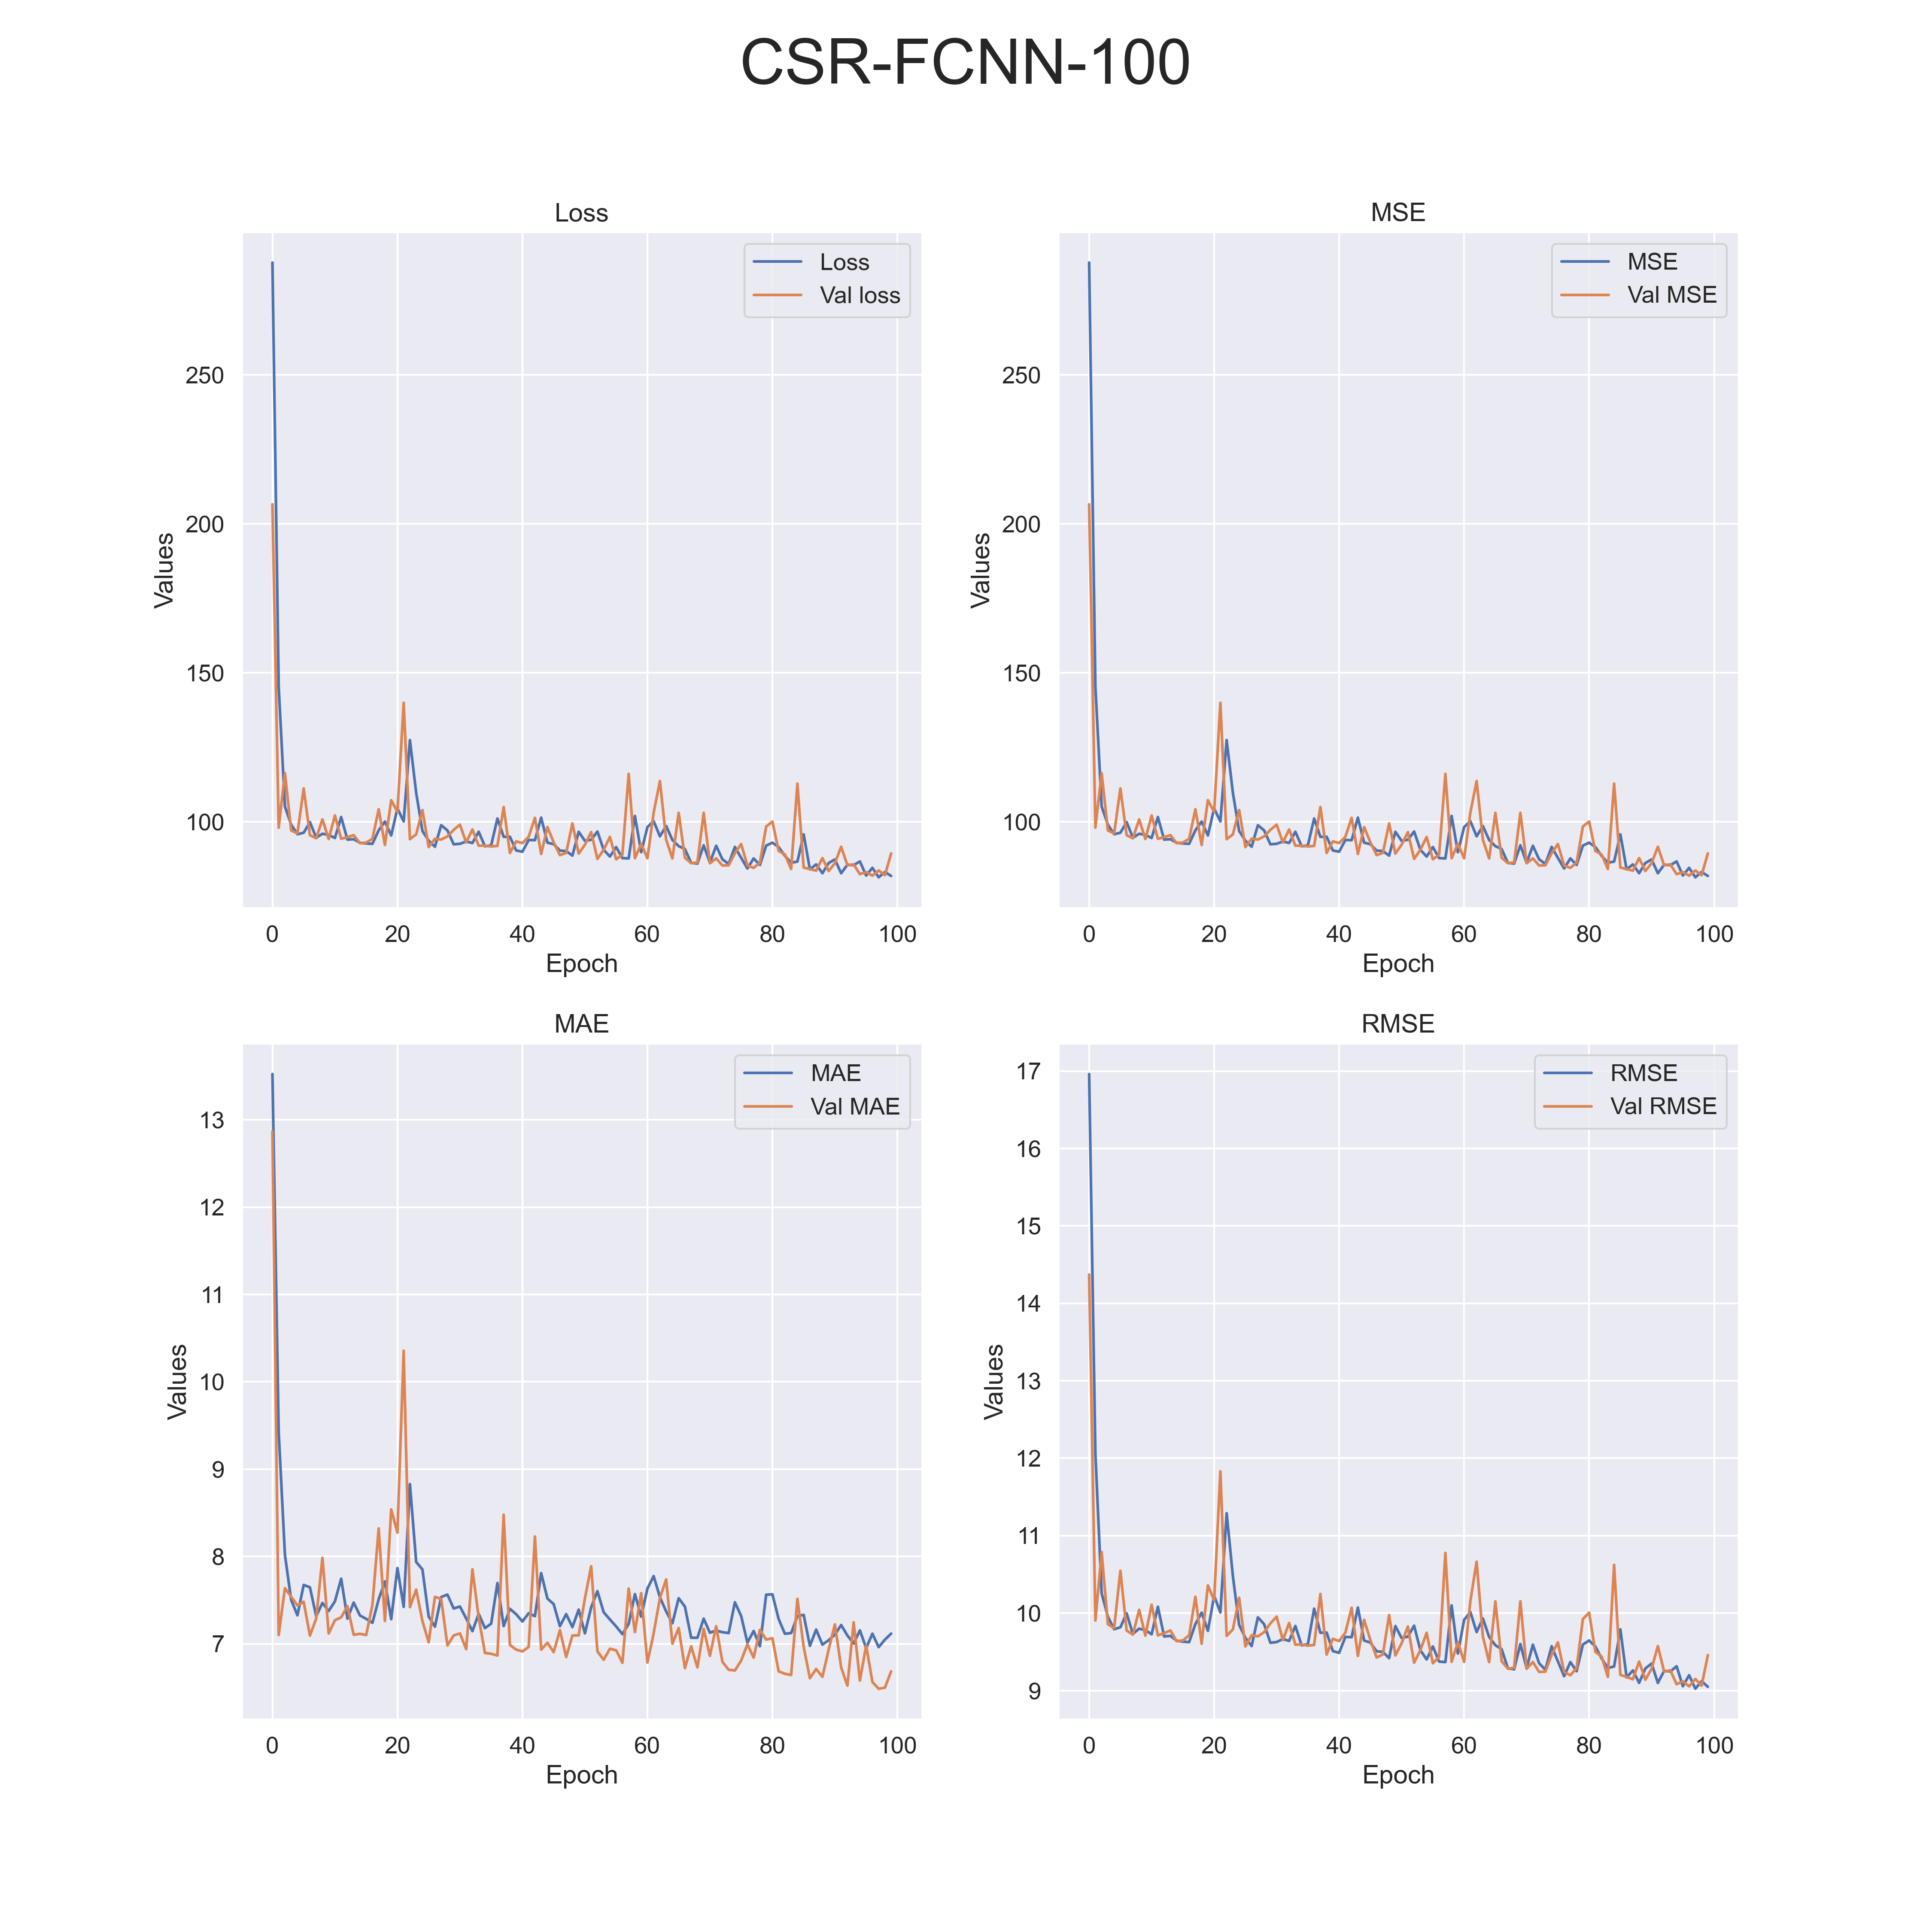 CSR-FCNN-100
Loss
Loss
Val loss
250
200
150
100
Values
0 20 40 60 80 100
Epoch
MSE
MSE
Val MSE
250
200
150
100
Values
0 20 40 60 80 100
Epoch
MAE
MAE
Val MAE
13
12
11
10
9
8
7
Values
0 20 40 60 80 100
Epoch
RMSE
RMSE
Val RMSE
17
16
15
14
13
12
11
10
9
Values
0 20 40 60 80 100
Epoch